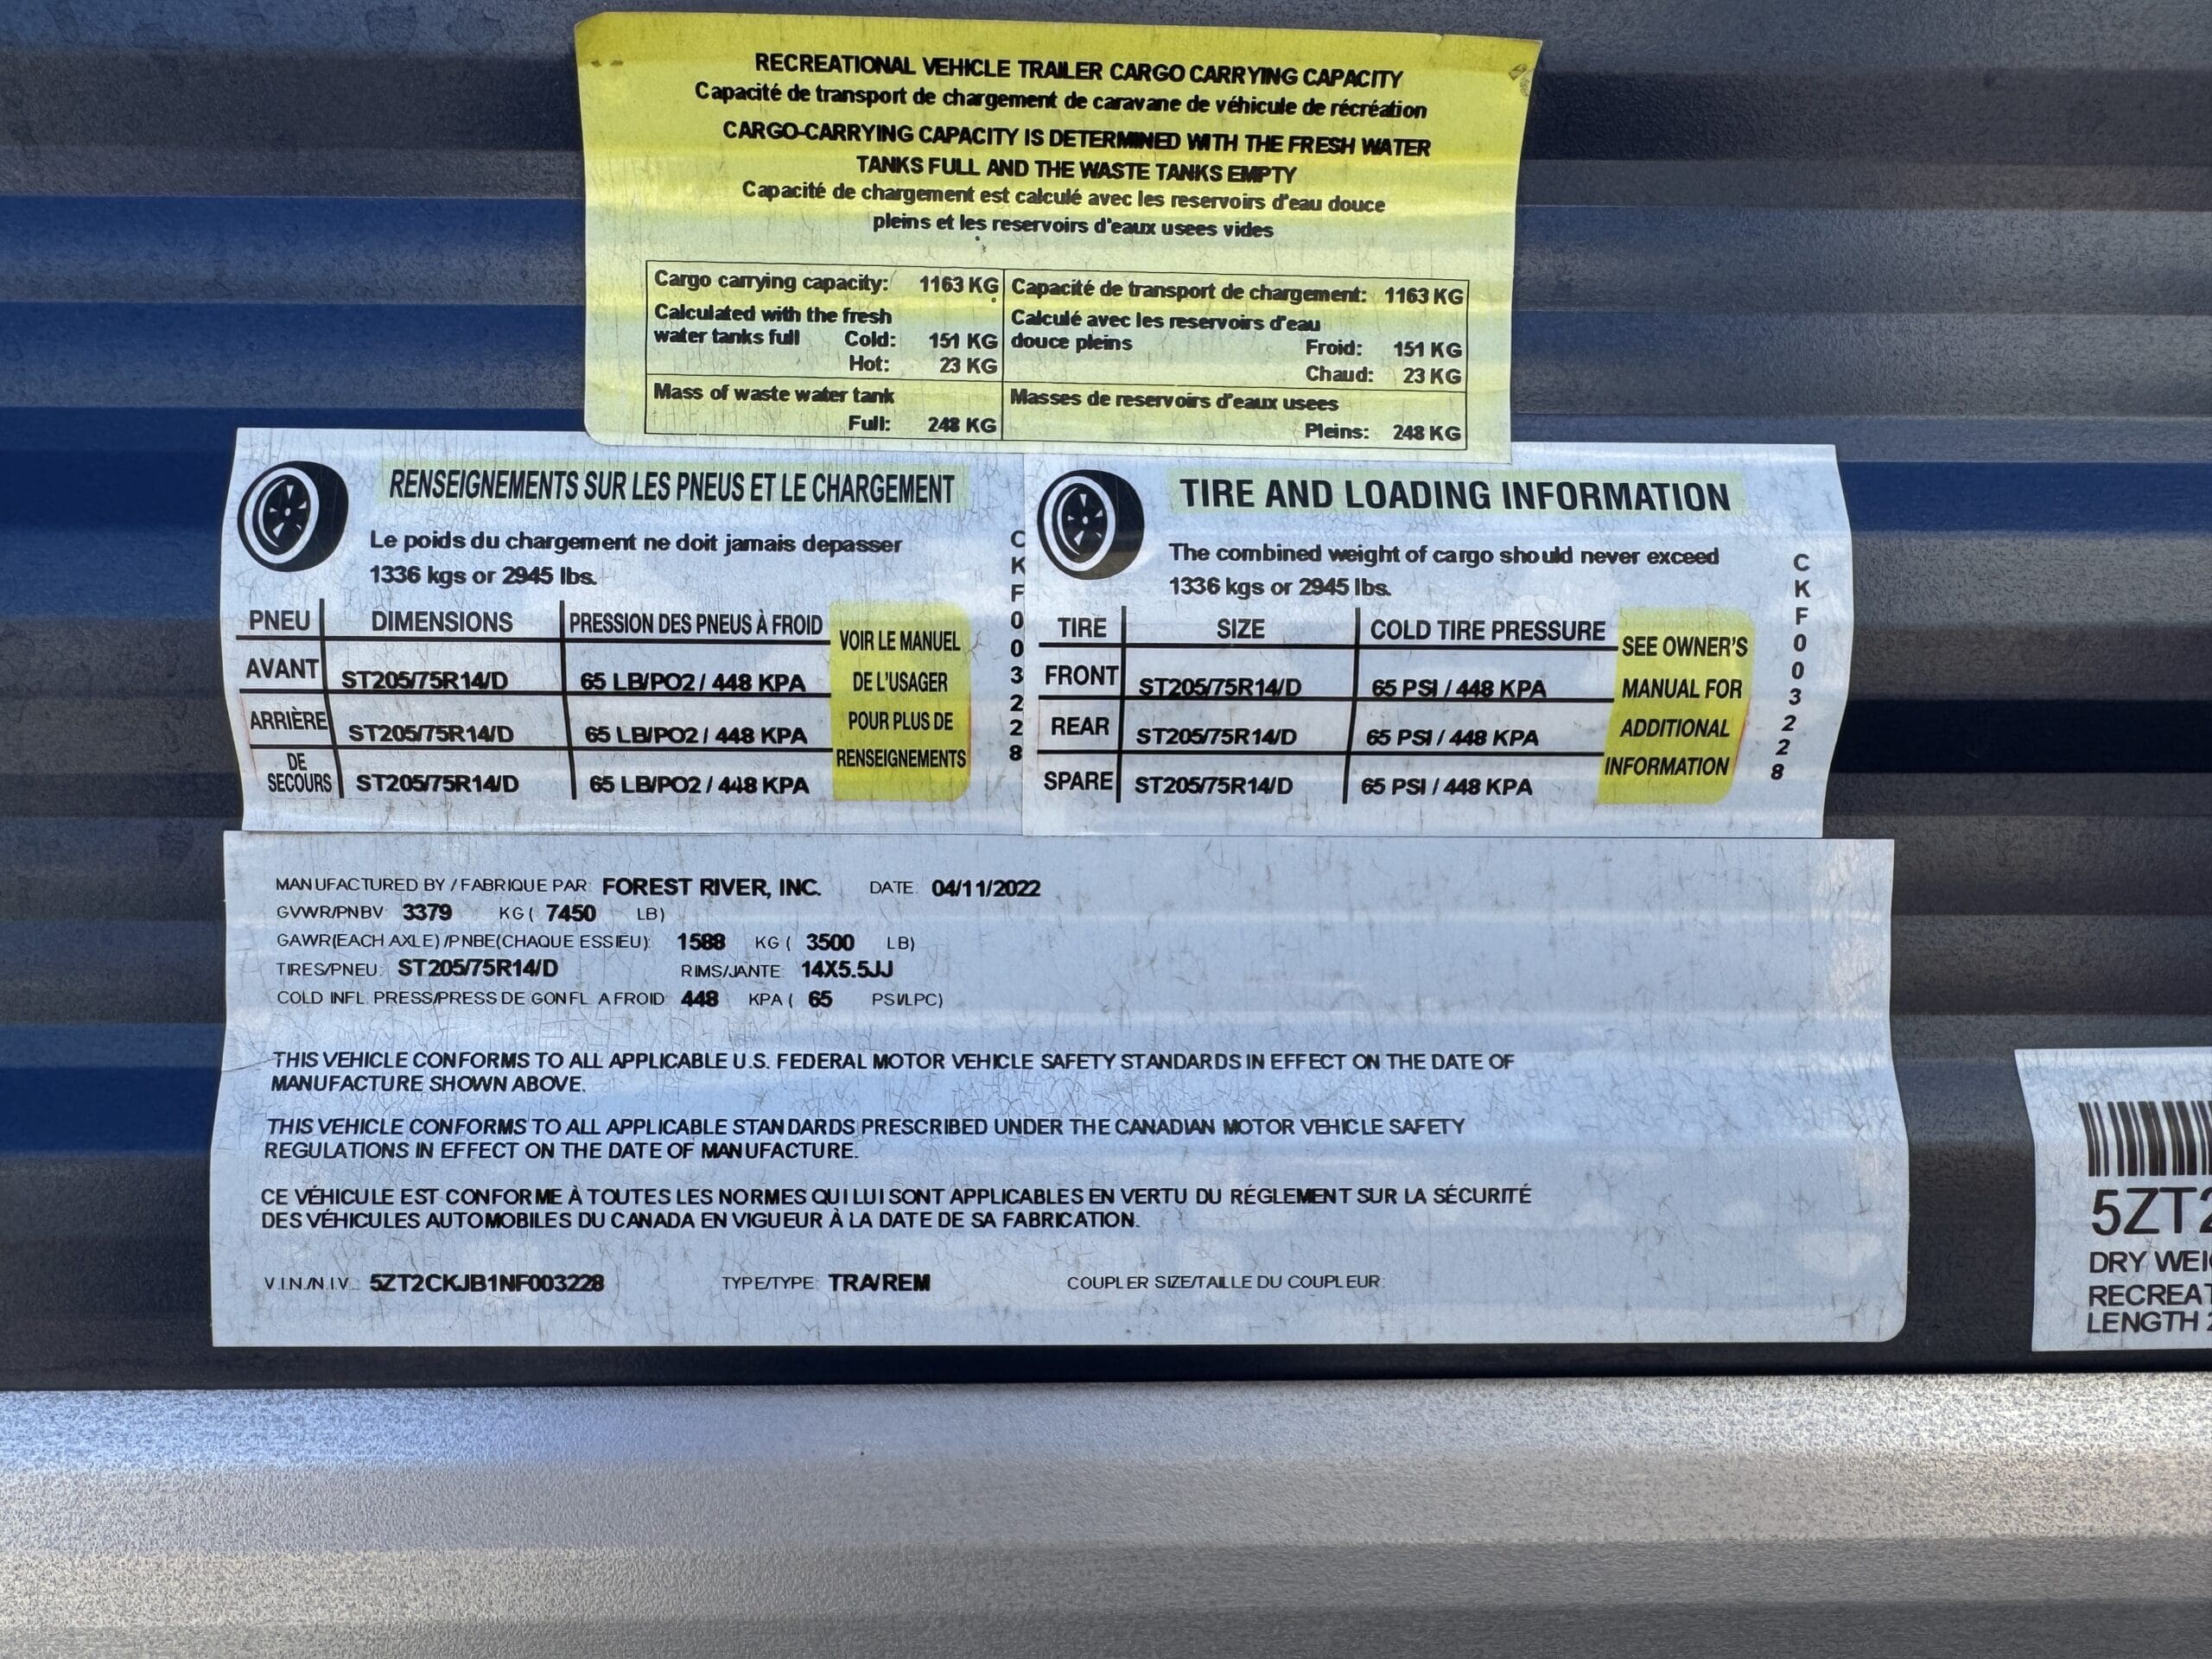 RECREATIONAL VEHICLE TRAILER CARGO CARRYING CAPACITY
Capacité de transport de chargement de caravane de véhicule de récréation
CARGO-CARRYING CAPACITY IS DETERMINED WITH THE FRESH WATER
TANKS FULL AND THE WASTE TANKS EMPTY
Capacité de chargement est calculé avec les reservoirs d'eau douce
pleins et les reservoirs d'eaux usees vides
Cargo carrying capacity: 1163 KG
Calculated with the fresh
water tanks full Cold: 151 KG
Hot: 23 KG
Mass of waste water tank
Full: 248 KG
Capacité de transport de chargement: 1163 KG
Calculé avec les reservoirs d'eau
douce pleins
Froid: 151 KG
Chaud: 23 KG
Masses de reservoirs d'eaux usees
Pleins: 248 KG
RENSEIGNEMENTS SUR LES PNEUS ET LE CHARGEMENT
Le poids du chargement ne doit jamais depasser
1336 kgs or 2945 lbs.
PNEU DIMENSIONS PRESSION DES PNEUS À FROID
AVANT ST205/75R14/D 65 LB/PO2 / 448 KPA
ARRIÈRE ST205/75R14/D 65 LB/PO2 / 448 KPA
DE
SECOURS ST205/75R14/D 65 LB/PO2 / 448 KPA
VOIR LE MANUEL
DE L'USAGER
POUR PLUS DE
RENSEIGNEMENTS
CKF003228
TIRE AND LOADING INFORMATION
The combined weight of cargo should never exceed
1336 kgs or 2945 lbs.
TIRE SIZE COLD TIRE PRESSURE
FRONT ST205/75R14/D 65 PSI / 448 KPA
REAR ST205/75R14/D 65 PSI / 448 KPA
SPARE ST205/75R14/D 65 PSI / 448 KPA
SEE OWNER'S
MANUAL FOR
ADDITIONAL
INFORMATION
CKF003228
MANUFACTURED BY / FABRIQUE PAR: FOREST RIVER, INC. DATE: 04/11/2022
GVWR/PNBV: 3379 KG ( 7450 LB)
GAWR(EACH AXLE) /PNBE(CHAQUE ESSIEU): 1588 KG ( 3500 LB)
TIRES/PNEU: ST205/75R14/D RIMS/JANTE: 14X5.5JJ
COLD INFL. PRESS/PRESS DE GONFL A FROID: 448 KPA ( 65 PSI/LPC)
THIS VEHICLE CONFORMS TO ALL APPLICABLE U.S. FEDERAL MOTOR VEHICLE SAFETY STANDARDS IN EFFECT ON THE DATE OF
MANUFACTURE SHOWN ABOVE.
THIS VEHICLE CONFORMS TO ALL APPLICABLE STANDARDS PRESCRIBED UNDER THE CANADIAN MOTOR VEHICLE SAFETY
REGULATIONS IN EFFECT ON THE DATE OF MANUFACTURE.
CE VÉHICULE EST CONFORME À TOUTES LES NORMES QUI LUI SONT APPLICABLES EN VERTU DU RÉGLEMENT SUR LA SÉCURITÉ
DES VÉHICULES AUTOMOBILES DU CANADA EN VIGUEUR À LA DATE DE SA FABRICATION.
V.I.N./N.I.V.: 5ZT2CKJB1NF003228 TYPE/TYPE: TRA/REM COUPLER SIZE/TAILLE DU COUPLEUR:
5ZT2
DRY WEI
RECREAT
LENGTH 2